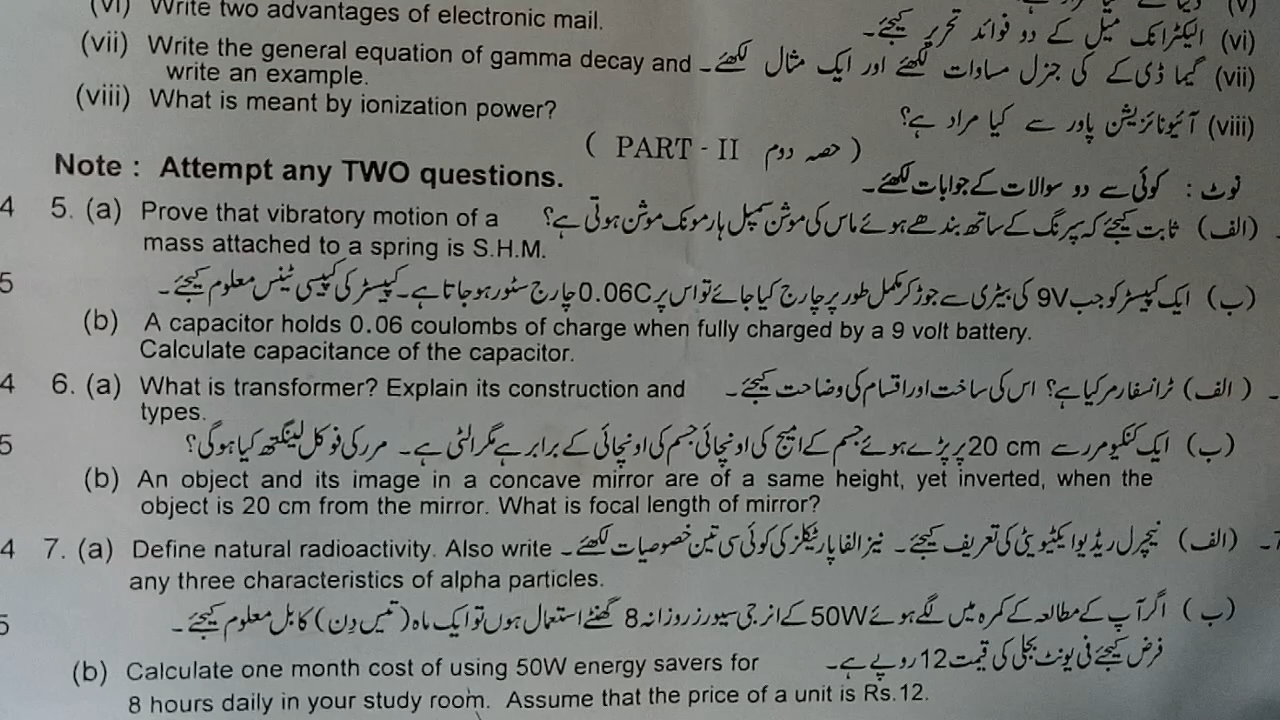 (vi) Write two advantages of electronic mail.
(vi) الیکٹرانک میل کے دو فوائد تحریر کیجئے۔
(vii) Write the general equation of gamma decay and
write an example.
(vii) گیما ڈی کے کی جنرل مساوات لکھئے اور ایک مثال لکھئے۔
(viii) What is meant by ionization power?
(viii) آئیونائزیشن پاور سے کیا مراد ہے؟
( PART - II حصہ دوم )
Note : Attempt any TWO questions.
نوٹ : کوئی سے دو سوالات کے جوابات لکھئے۔
4 5. (a) Prove that vibratory motion of a
mass attached to a spring is S.H.M.
(الف) ثابت کیجئے کہ سپرنگ کے ساتھ بندھے ہوئے ماس کی موشن سمپل ہارمونک موشن ہوتی ہے؟
5 (ب) ایک کپیسٹر کو جب 9V کی بیٹری سے جوڑ کر مکمل طور پر چارج کیا جائے تو اس پر 0.06C چارج سٹور ہو جاتا ہے۔ کپیسٹر کی کپیسی ٹینس معلوم کیجئے۔
(b) A capacitor holds 0.06 coulombs of charge when fully charged by a 9 volt battery.
Calculate capacitance of the capacitor.
4 6. (a) What is transformer? Explain its construction and
types.
(الف) ٹرانسفارمر کیا ہے؟ اس کی ساخت اور اقسام کی وضاحت کیجئے۔
5 (ب) ایک کنکیو مرر سے 20 cm پر پڑے ہوئے جسم کے امیج کی اونچائی جسم کی اونچائی کے برابر ہے مگر الٹی ہے۔ مرر کی فوکل لینگتھ کیا ہوگی؟
(b) An object and its image in a concave mirror are of a same height, yet inverted, when the
object is 20 cm from the mirror. What is focal length of mirror?
4 7. (a) Define natural radioactivity. Also write
any three characteristics of alpha particles.
7۔ (الف) نیچرل ریڈیو ایکٹیویٹی کی تعریف کیجئے۔ نیز الفا پارٹیکلز کی کوئی سی تین خصوصیات لکھئے۔
5 (ب) اگر آپ کے مطالعہ کے کمرہ میں لگے ہوئے 50W کے انرجی سیورز روزانہ 8 گھنٹے استعمال ہوں تو ایک ماہ (تیس دن) کا بل معلوم کیجئے۔
فرض کیجئے فی یونٹ بجلی کی قیمت 12 روپے ہے۔
(b) Calculate one month cost of using 50W energy savers for
8 hours daily in your study room. Assume that the price of a unit is Rs.12.